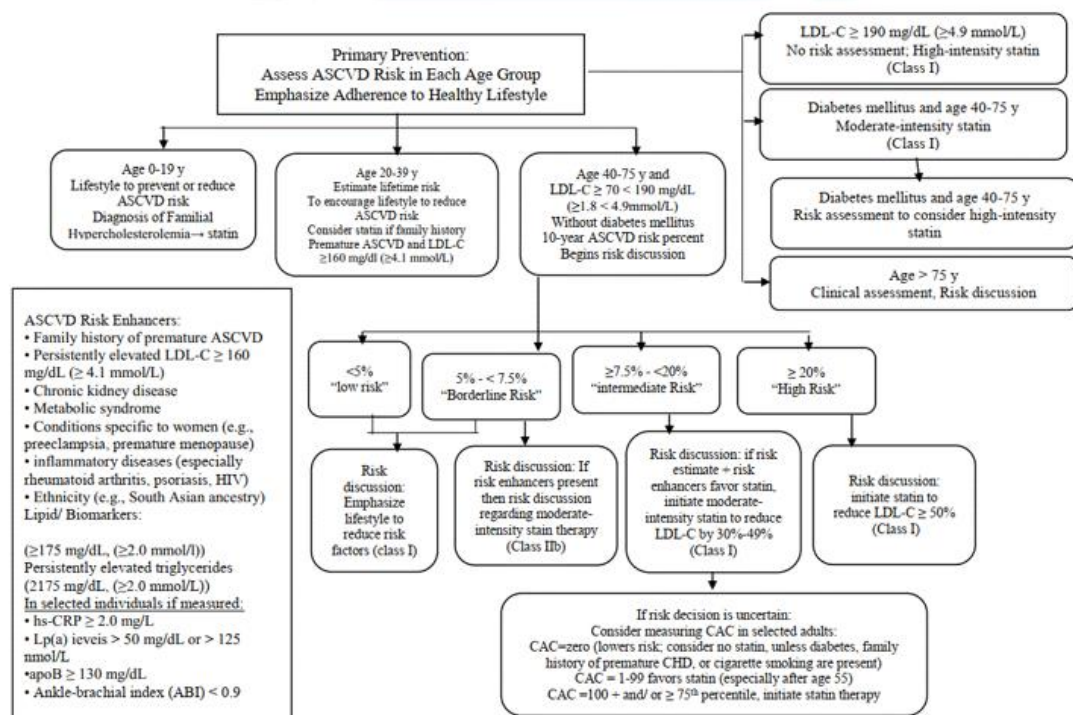 Primary Prevention:
Assess ASCVD Risk in Each Age Group
Emphasize Adherence to Healthy Lifestyle
LDL-C ≥ 190 mg/dL (≥4.9 mmol/L)
No risk assessment; High-intensity statin
(Class I)
Diabetes mellitus and age 40-75 y
Moderate-intensity statin
(Class I)
Diabetes mellitus and age 40-75 y
Risk assessment to consider high-intensity
statin
Age > 75 y
Clinical assessment, Risk discussion
Age 0-19 y
Lifestyle to prevent or reduce
ASCVD risk
Diagnosis of Familial
Hypercholesterolemia→ statin
Age 20-39 y
Estimate lifetime risk
To encourage lifestyle to reduce
ASCVD risk
Consider statin if family history
Premature ASCVD and LDL-C
≥160 mg/dl (≥4.1 mmol/L)
Age 40-75 y and
LDL-C ≥ 70 < 190 mg/dL
(≥1.8 < 4.9mmol/L)
Without diabetes mellitus
10-year ASCVD risk percent
Begins risk discussion
<5%
“low risk”
5% - < 7.5%
“Borderline Risk”
≥7.5% - <20%
“intermediate Risk”
≥ 20%
“High Risk”
Risk
discussion:
Emphasize
lifestyle to
reduce risk
factors (class I)
Risk discussion: If
risk enhancers present
then risk discussion
regarding moderate-
intensity stain therapy
(Class IIb)
Risk discussion: if risk
estimate + risk
enhancers favor statin,
initiate moderate-
intensity statin to reduce
LDL-C by 30%-49%
(Class I)
Risk discussion:
initiate statin to
reduce LDL-C ≥ 50%
(Class I)
If risk decision is uncertain:
Consider measuring CAC in selected adults:
CAC=zero (lowers risk; consider no statin, unless diabetes, family
history of premature CHD, or cigarette smoking are present)
CAC = 1-99 favors statin (especially after age 55)
CAC =100 + and/ or ≥ 75th percentile, initiate statin therapy
ASCVD Risk Enhancers:
• Family history of premature ASCVD
• Persistently elevated LDL-C ≥ 160
mg/dL (≥ 4.1 mmol/L)
• Chronic kidney disease
• Metabolic syndrome
• Conditions specific to women (e.g.,
preeclampsia, premature menopause)
• inflammatory diseases (especially
rheumatoid arthritis, psoriasis, HIV)
• Ethnicity (e.g., South Asian ancestry)
Lipid/ Biomarkers:
(≥175 mg/dL, (≥2.0 mmol/l))
Persistently elevated triglycerides
(2175 mg/dL, (≥2.0 mmol/L))
In selected individuals if measured:
• hs-CRP ≥ 2.0 mg/L
• Lp(a) ieveis > 50 mg/dL or > 125
nmol/L
•apoB ≥ 130 mg/dL
• Ankle-brachial index (ABI) < 0.9